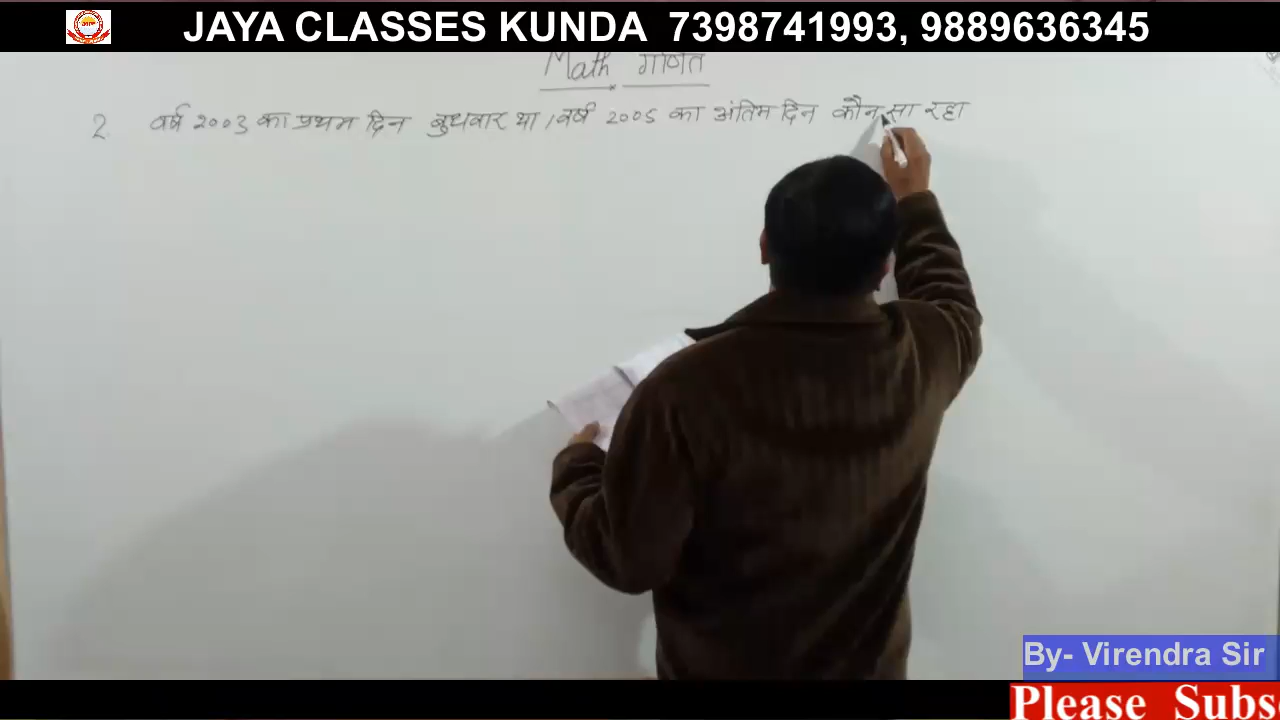 JAYA CLASSES KUNDA 7398741993, 9889636345
Math गणित
2. वर्ष 2003 का प्रथम दिन बुधवार था । वर्ष 2005 का अंतिम दिन कौन सा रहा
By- Virendra Sir
Please Subs